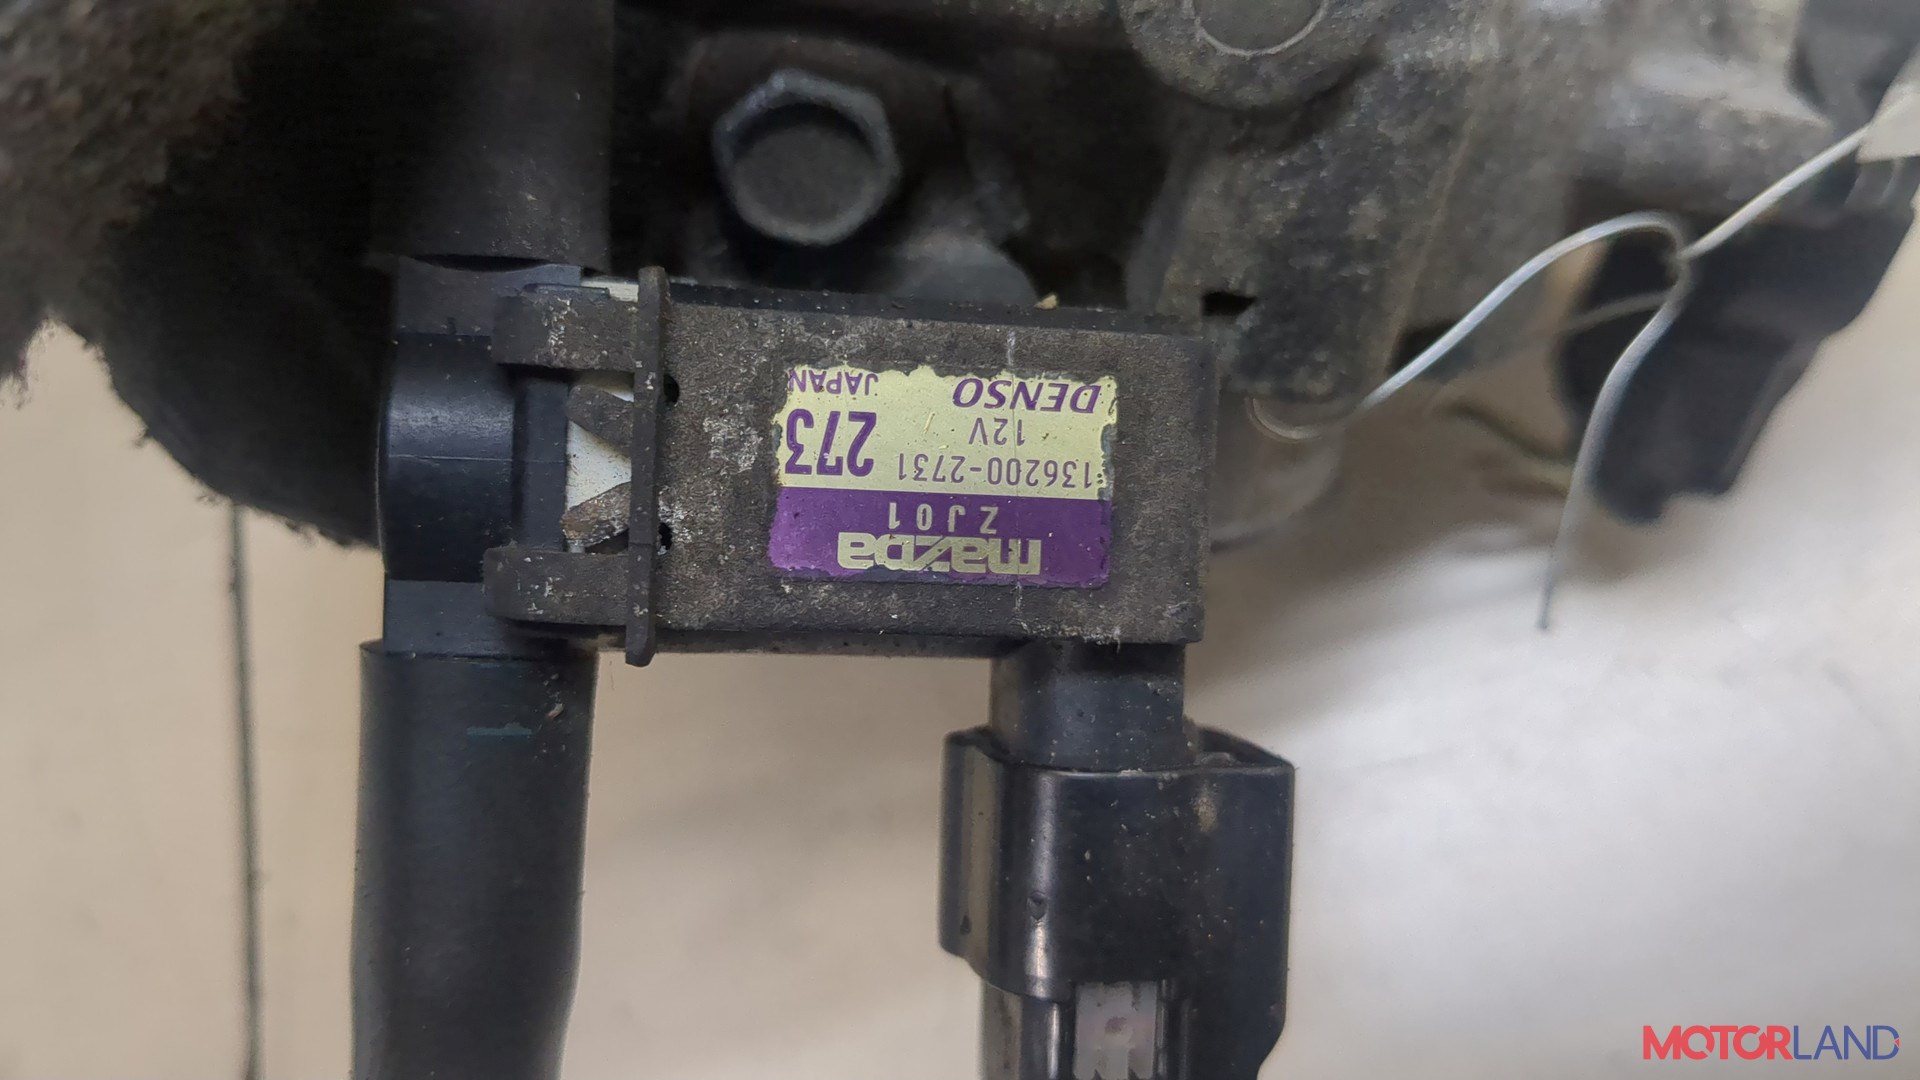 mazda
ZJ01
136200-2731
12V
273
DENSO
JAPAN
MOTORLAND